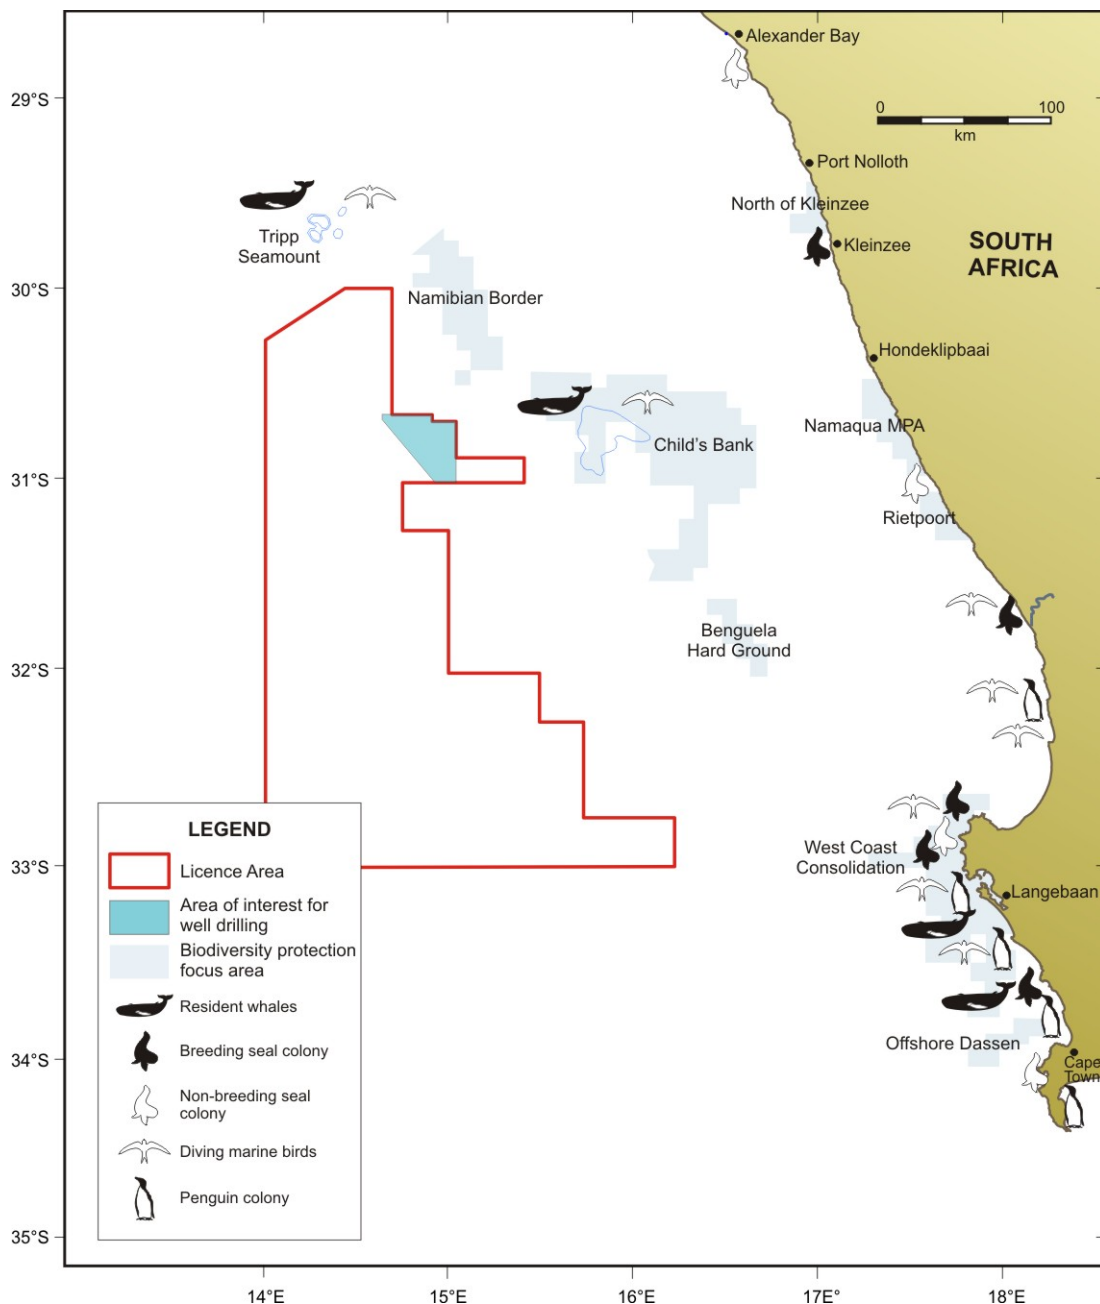 Alexander Bay
29°S
0 100
km
Port Nolloth
North of Kleinzee
Kleinzee
SOUTH
AFRICA
Tripp
Seamount
30°S
Namibian Border
Hondeklipbaai
Namaqua MPA
Child's Bank
31°S
Rietpoort
Benguela
Hard Ground
32°S
West Coast
Consolidation
33°S
Langebaan
LEGEND
Licence Area
Area of interest for
well drilling
Biodiversity protection
focus area
Resident whales
Breeding seal colony
Non-breeding seal
colony
Diving marine birds
Penguin colony
Offshore Dassen
34°S
Cape
Town
35°S
14°E 15°E 16°E 17°E 18°E